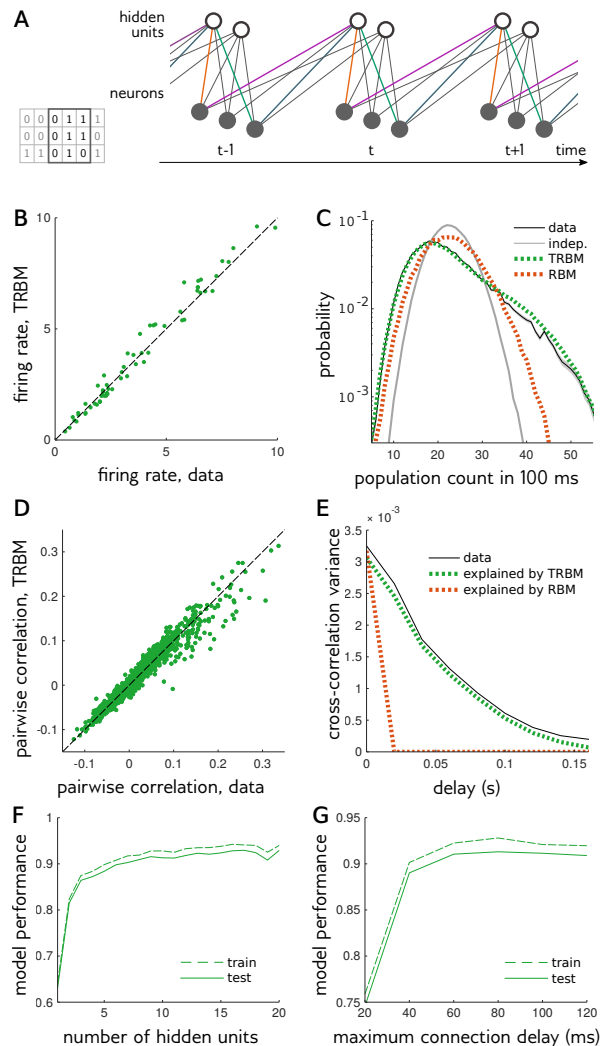 A
hidden
units
neurons
0 0 0 1 1 1
0 0 0 1 1 0
1 1 0 1 0 1
t-1
t
t+1
time
B
10
5
0
0
5
10
firing rate, TRBM
firing rate, data
C
10^-1
10^-2
10^-3
probability
data
indep.
TRBM
RBM
10
20
30
40
50
population count in 100 ms
D
0.3
0.2
0.1
0
-0.1
-0.1
0
0.1
0.2
0.3
pairwise correlation, TRBM
pairwise correlation, data
E
× 10^-3
3.5
3
2.5
2
1.5
1
0.5
0
cross-correlation variance
data
explained by TRBM
explained by RBM
0
0.05
0.1
0.15
delay (s)
F
1
0.9
0.8
0.7
0.6
model performance
train
test
5
10
15
20
number of hidden units
G
0.95
0.9
0.85
0.8
0.75
model performance
train
test
20
40
60
80
100
120
maximum connection delay (ms)